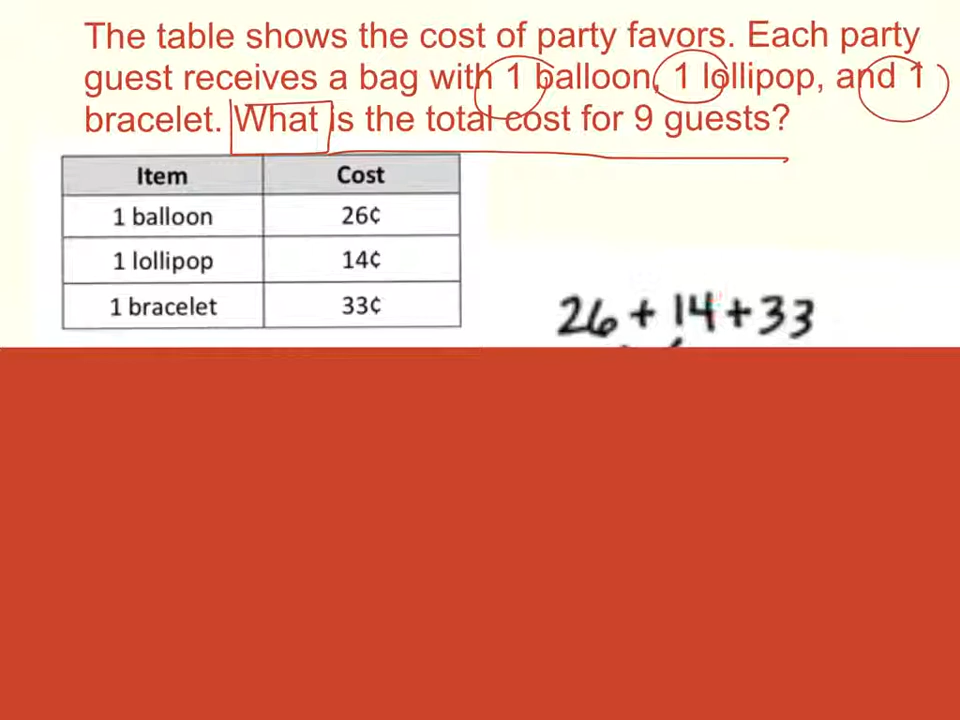 The table shows the cost of party favors. Each party
guest receives a bag with 1 balloon, 1 lollipop, and 1
bracelet. What is the total cost for 9 guests?
Item Cost
1 balloon 26¢
1 lollipop 14¢
1 bracelet 33¢
26 + 14 + 33